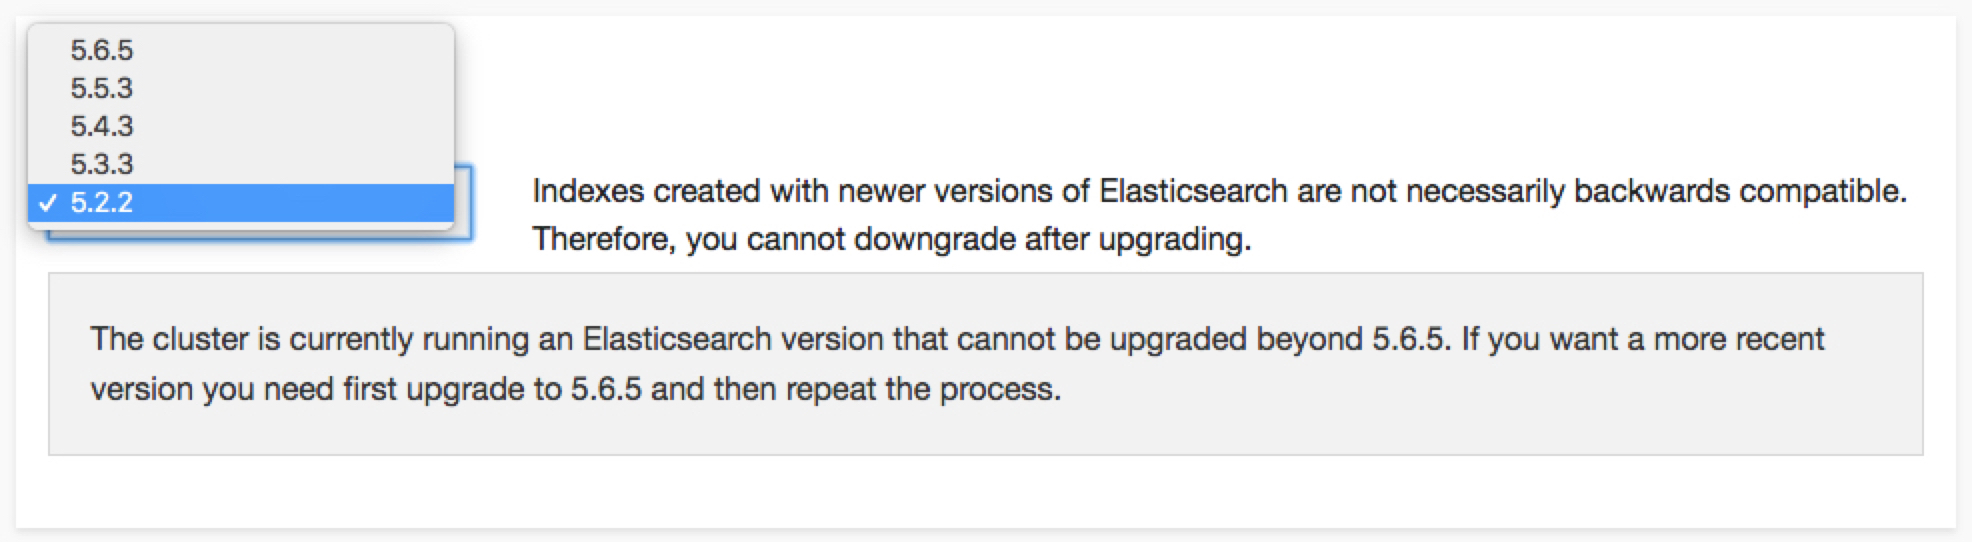 5.6.5
5.5.3
5.4.3
5.3.3
✓ 5.2.2
Indexes created with newer versions of Elasticsearch are not necessarily backwards compatible.
Therefore, you cannot downgrade after upgrading.
The cluster is currently running an Elasticsearch version that cannot be upgraded beyond 5.6.5. If you want a more recent
version you need first upgrade to 5.6.5 and then repeat the process.